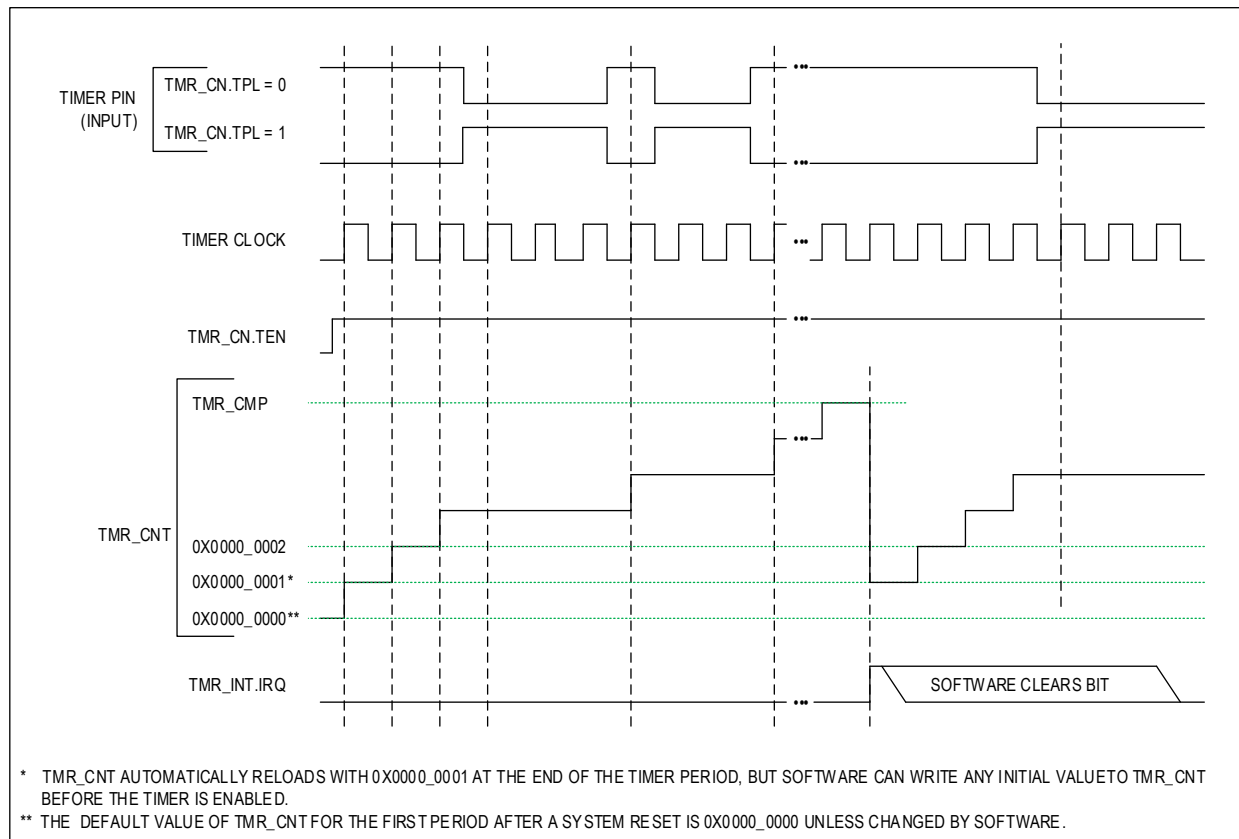 TMR_CN.TPL = 0
TIMER PIN
(INPUT)
TMR_CN.TPL = 1
TIMER CLOCK
TMR_CN.TEN
TMR_CMP
TMR_CNT
0X0000_0002
0X0000_0001*
0X0000_0000**
TMR_INT.IRQ
SOFTWARE CLEARS BIT
* TMR_CNT AUTOMATICALLY RELOADS WITH 0X0000_0001 AT THE END OF THE TIMER PERIOD, BUT SOFTWARE CAN WRITE ANY INITIAL VALUE TO TMR_CNT
BEFORE THE TIMER IS ENABLED.
** THE DEFAULT VALUE OF TMR_CNT FOR THE FIRST PERIOD AFTER A SYSTEM RESET IS 0X0000_0000 UNLESS CHANGED BY SOFTWARE.